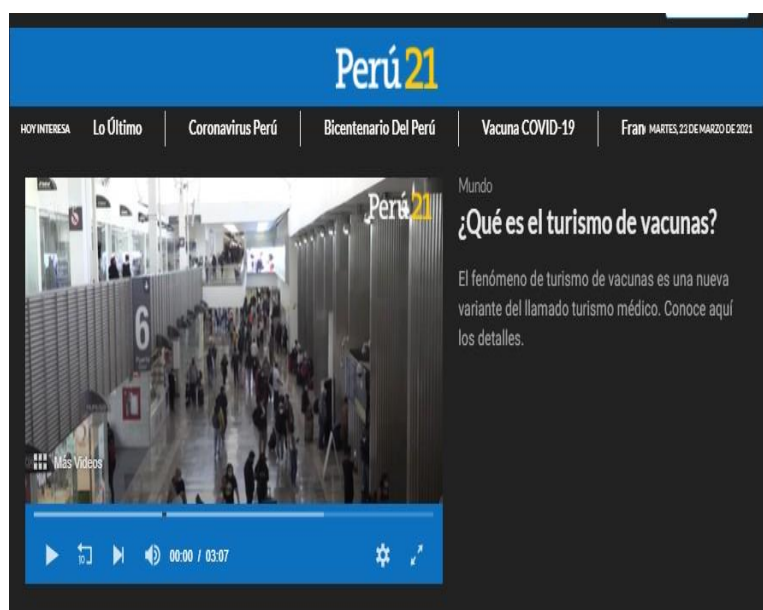 Perú21
HOY INTERESA Lo Último Coronavirus Perú Bicentenario Del Perú Vacuna COVID-19 Fran MARTES, 23 DE MARZO DE 2021
Perú21
Mundo
¿Qué es el turismo de vacunas?
El fenómeno de turismo de vacunas es una nueva
variante del llamado turismo médico. Conoce aquí
los detalles.
6
Más Videos
10
00:00 / 03:07